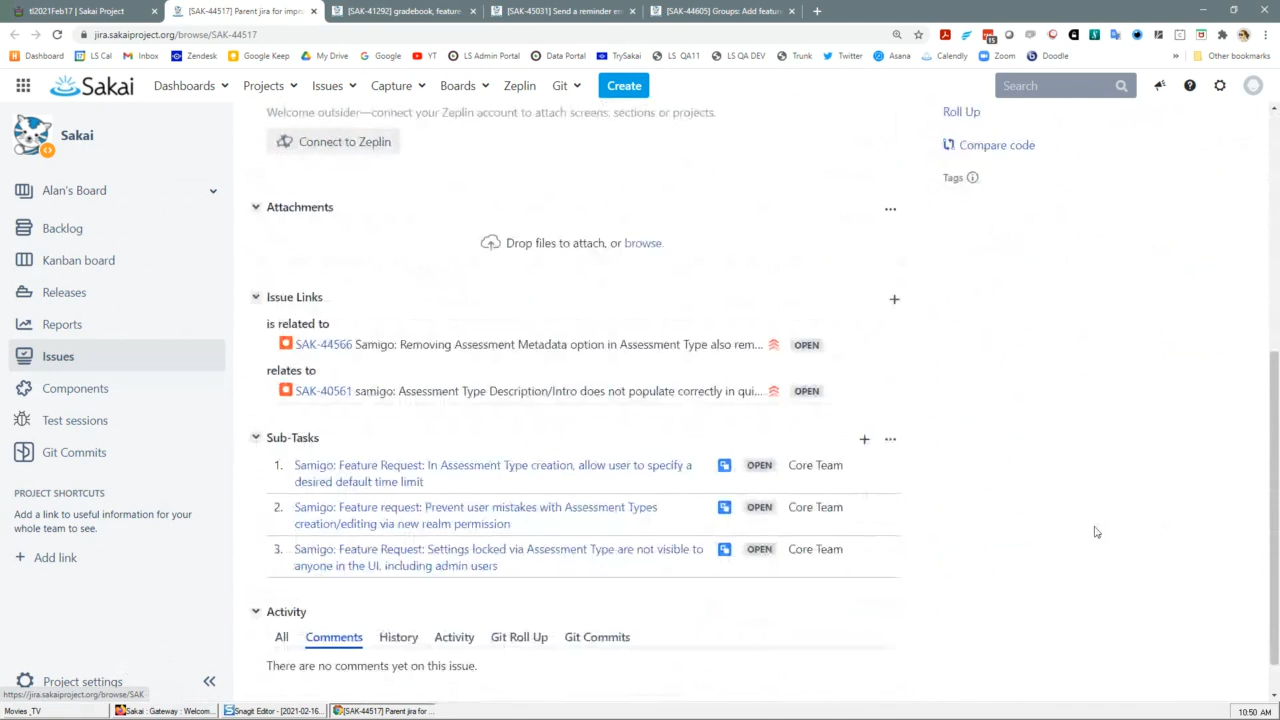 tl2021Feb17 | Sakai Project
[SAK-44517] Parent jira for impro
[SAK-41292] gradebook, feature
[SAK-45031] Send a reminder em
[SAK-44605] Groups: Add feature
jira.sakaiproject.org/browse/SAK-44517
15
Dashboard
LS Cal
Inbox
Zendesk
Google Keep
My Drive
Google
YT
LS Admin Portal
Data Portal
TrySakai
LS QA11
LS QA DEV
Trunk
Twitter
Asana
Calendly
Zoom
Doodle
Other bookmarks
Sakai
Dashboards
Projects
Issues
Capture
Boards
Zeplin
Git
Create
Search
Sakai
Alan's Board
Backlog
Kanban board
Releases
Reports
Issues
Components
Test sessions
Git Commits
PROJECT SHORTCUTS
Add a link to useful information for your
whole team to see.
Add link
Project settings
https://jira.sakaiproject.org/browse/SAK
Welcome outsider—connect your Zeplin account to attach screens, sections or projects.
Connect to Zeplin
Attachments
Drop files to attach, or browse.
Issue Links
is related to
SAK-44566 Samigo: Removing Assessment Metadata option in Assessment Type also rem... OPEN
relates to
SAK-40561 samigo: Assessment Type Description/Intro does not populate correctly in qui... OPEN
Sub-Tasks
1. Samigo: Feature Request: In Assessment Type creation, allow user to specify a OPEN Core Team
desired default time limit
2. Samigo: Feature request: Prevent user mistakes with Assessment Types OPEN Core Team
creation/editing via new realm permission
3. Samigo: Feature Request: Settings locked via Assessment Type are not visible to OPEN Core Team
anyone in the UI, including admin users
Activity
All
Comments
History
Activity
Git Roll Up
Git Commits
There are no comments yet on this issue.
Roll Up
Compare code
Tags
Movies _TV
Sakai : Gateway : Welcom...
Snagit Editor - [2021-02-16...
[SAK-44517] Parent jira for ...
10:50 AM